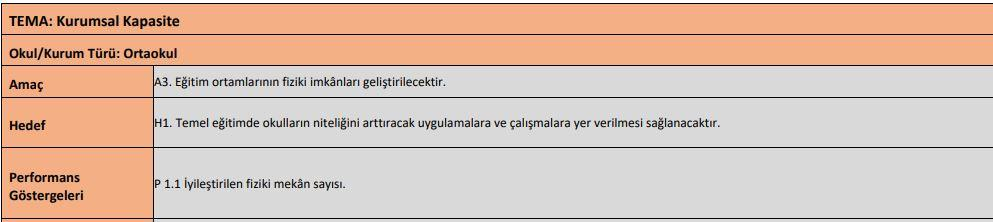 TEMA: Kurumsal Kapasite
Okul/Kurum Türü: Ortaokul
Amaç
A3. Eğitim ortamlarının fiziki imkânları geliştirilecektir.
Hedef
H1. Temel eğitimde okulların niteliğini arttıracak uygulamalara ve çalışmalara yer verilmesi sağlanacaktır.
Performans
Göstergeleri
P 1.1 İyileştirilen fiziki mekân sayısı.